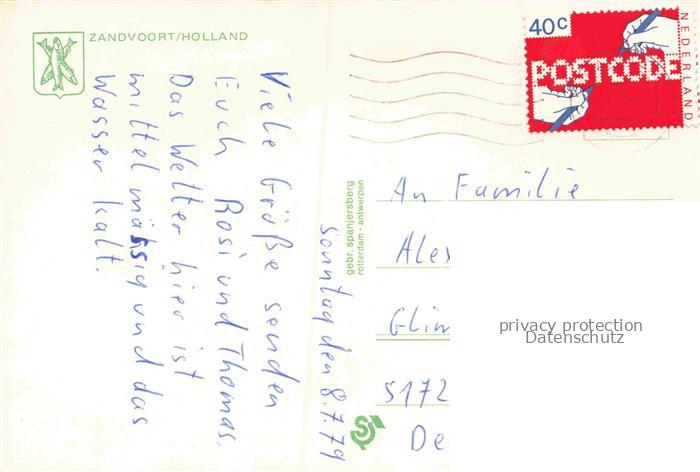 ZANDVOORT/HOLLAND
40c
POSTCODE
NEDERLAND
Sonntag den 8.7.79
Viele Grüße senden
Euch Rosi und Thomas.
Das Wetter hier ist
mittelmässig und das
Wasser kalt.
gebr. spanjersberg
rotterdam - antwerpen
An Familie
Ales
Glin
5172
De
privacy protection
Datenschutz